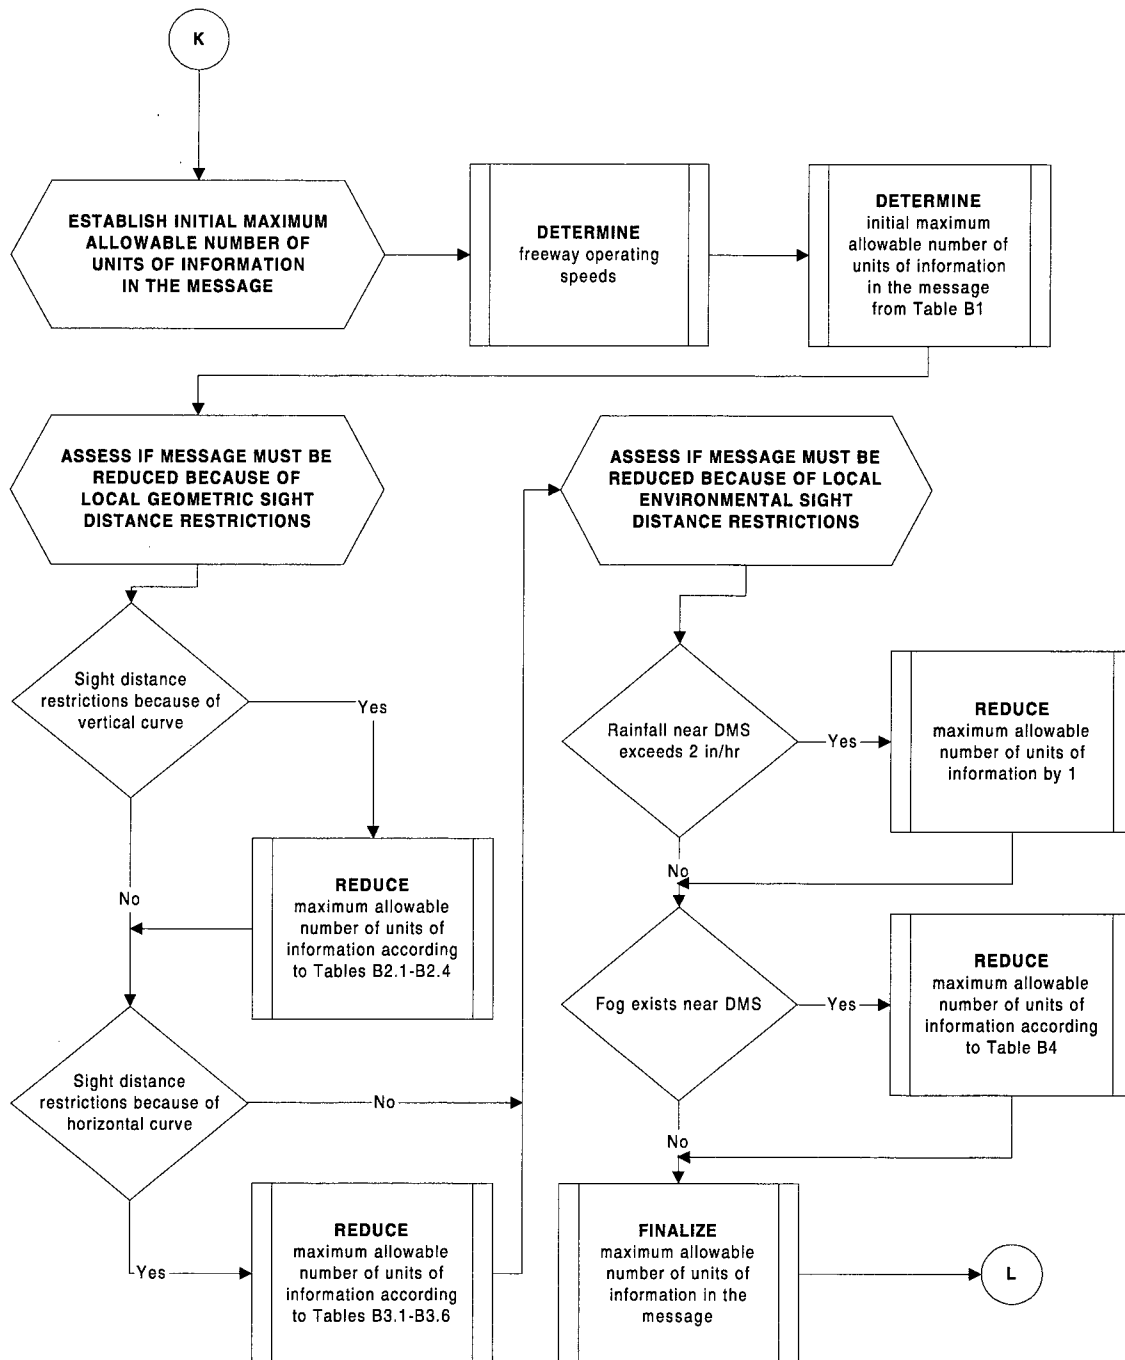 K
ESTABLISH INITIAL MAXIMUM
ALLOWABLE NUMBER OF
UNITS OF INFORMATION
IN THE MESSAGE
DETERMINE
freeway operating
speeds
DETERMINE
initial maximum
allowable number of
units of information
in the message
from Table B1
ASSESS IF MESSAGE MUST BE
REDUCED BECAUSE OF
LOCAL GEOMETRIC SIGHT
DISTANCE RESTRICTIONS
Sight distance
restrictions because of
vertical curve
Yes
No
REDUCE
maximum allowable
number of units of
information according
to Tables B2.1-B2.4
Sight distance
restrictions because of
horizontal curve
No
Yes
REDUCE
maximum allowable
number of units of
information according
to Tables B3.1-B3.6
ASSESS IF MESSAGE MUST BE
REDUCED BECAUSE OF LOCAL
ENVIRONMENTAL SIGHT
DISTANCE RESTRICTIONS
Rainfall near DMS
exceeds 2 in/hr
Yes
REDUCE
maximum allowable
number of units of
information by 1
No
Fog exists near DMS
Yes
REDUCE
maximum allowable
number of units of
information according
to Table B4
No
FINALIZE
maximum allowable
number of units of
information in the
message
L